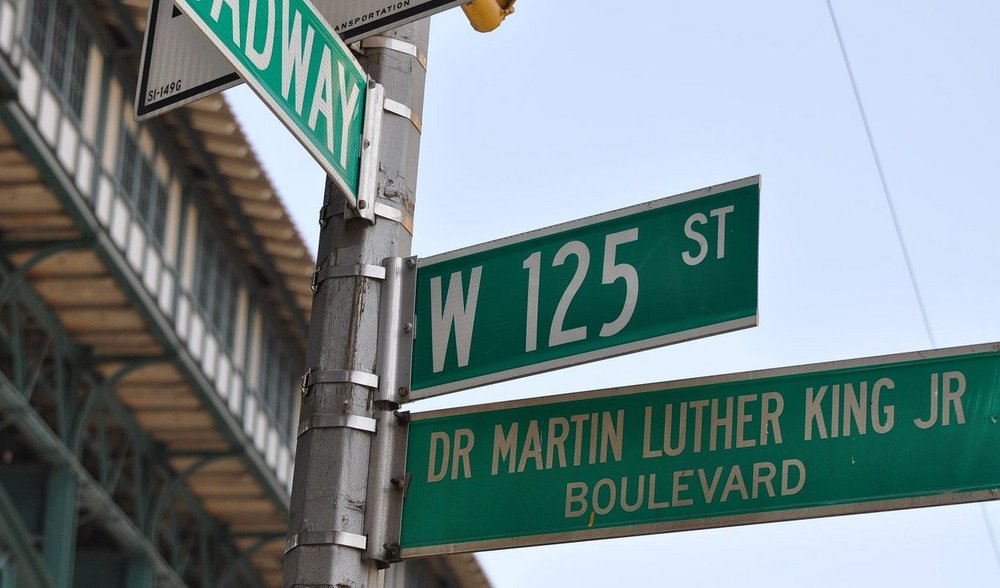 ANSPORTATION
SI-149G
ADWAY
W 125 ST
DR MARTIN LUTHER KING JR
BOULEVARD